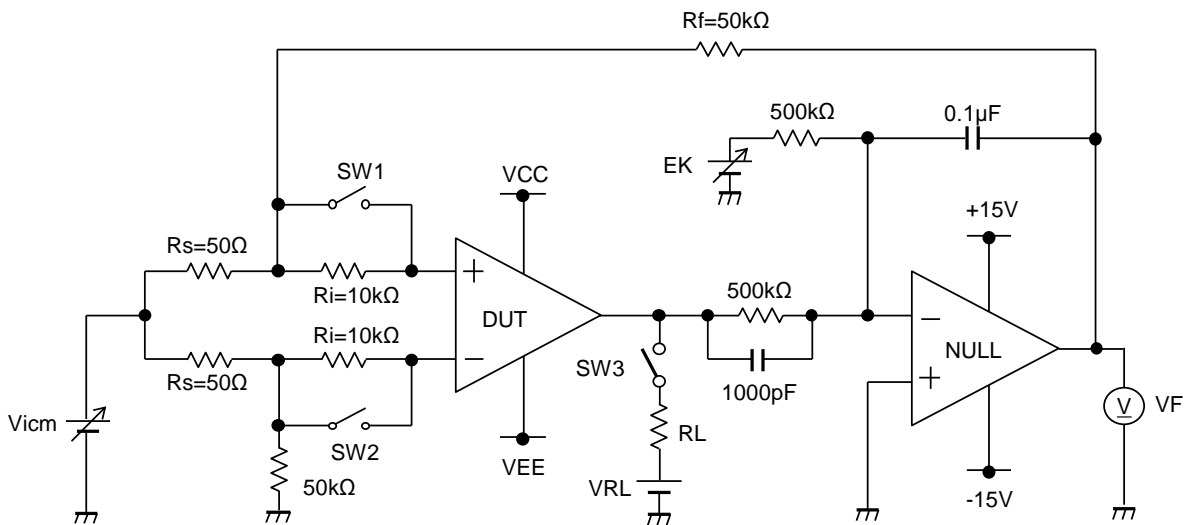 Rf=50kΩ
500kΩ
0.1µF
EK
SW1
VCC
+15V
Rs=50Ω
Ri=10kΩ
500kΩ
DUT
Ri=10kΩ
NULL
SW3
1000pF
Rs=50Ω
Vicm
SW2
VF
V
RL
VEE
50kΩ
VRL
-15V